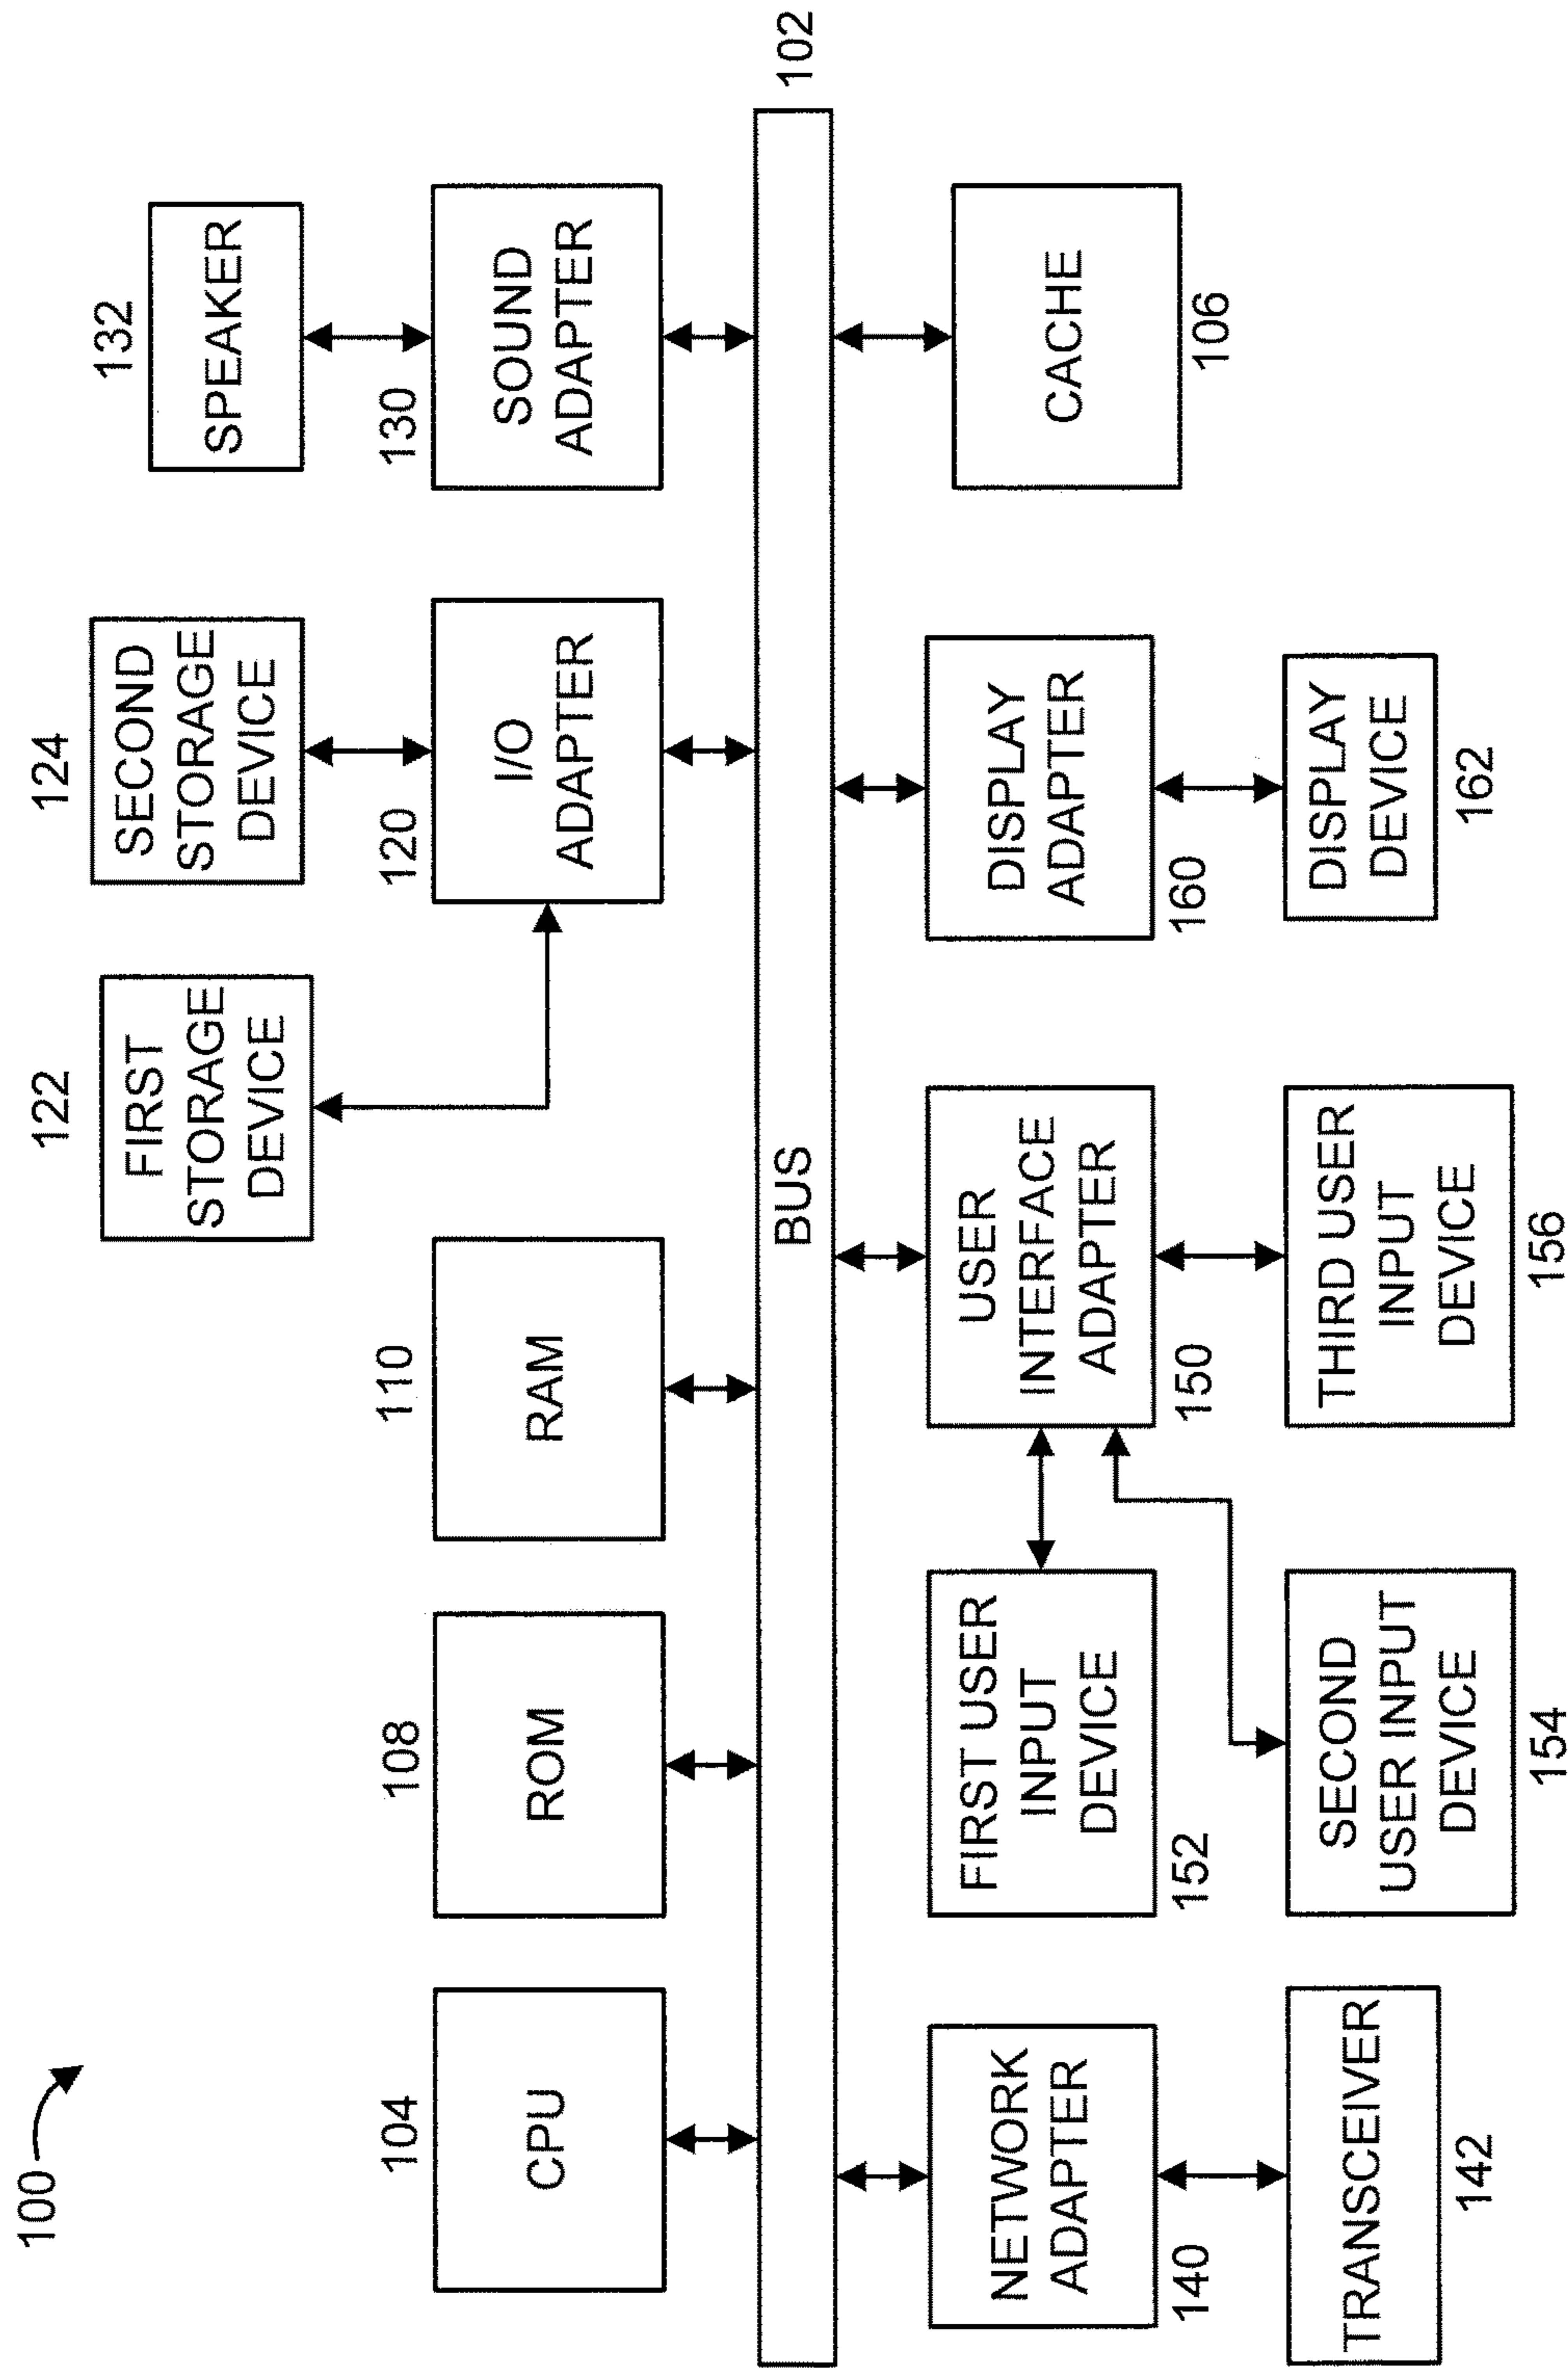 100
104
CPU
108
ROM
110
RAM
122
FIRST
STORAGE
DEVICE
124
SECOND
STORAGE
DEVICE
120
I/O
ADAPTER
132
SPEAKER
130
SOUND
ADAPTER
BUS
102
NETWORK
ADAPTER
140
TRANSCEIVER
142
FIRST USER
INPUT
DEVICE
152
SECOND
USER INPUT
DEVICE
154
USER
INTERFACE
ADAPTER
150
THIRD USER
INPUT
DEVICE
156
DISPLAY
ADAPTER
160
DISPLAY
DEVICE
162
CACHE
106